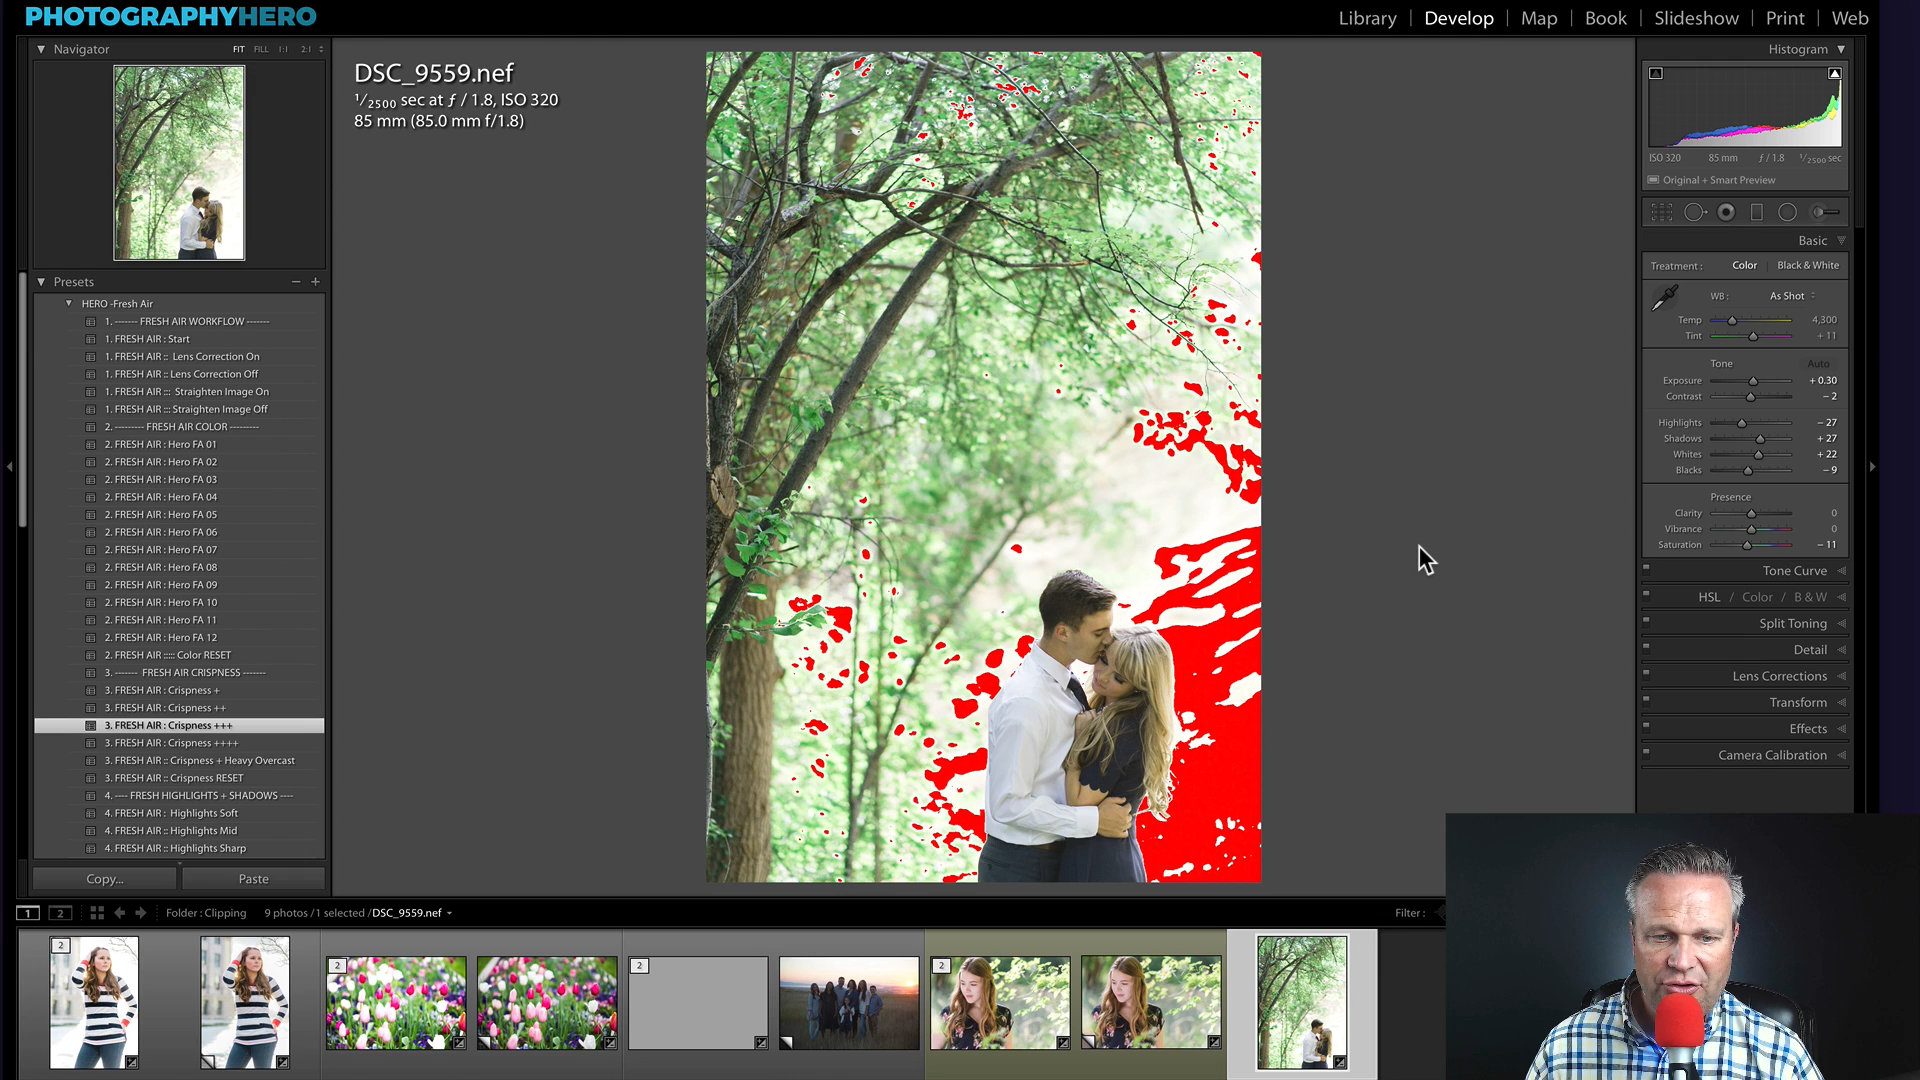 PHOTOGRAPHYHERO
Library | Develop | Map | Book | Slideshow | Print | Web
Navigator FIT FILL 1:1 2:1
Presets
HERO -Fresh Air
1. ------- FRESH AIR WORKFLOW -------
1. FRESH AIR : Start
1. FRESH AIR :: Lens Correction On
1. FRESH AIR :: Lens Correction Off
1. FRESH AIR ::: Straighten Image On
1. FRESH AIR ::: Straighten Image Off
2. --------- FRESH AIR COLOR ---------
2. FRESH AIR : Hero FA 01
2. FRESH AIR : Hero FA 02
2. FRESH AIR : Hero FA 03
2. FRESH AIR : Hero FA 04
2. FRESH AIR : Hero FA 05
2. FRESH AIR : Hero FA 06
2. FRESH AIR : Hero FA 07
2. FRESH AIR : Hero FA 08
2. FRESH AIR : Hero FA 09
2. FRESH AIR : Hero FA 10
2. FRESH AIR : Hero FA 11
2. FRESH AIR : Hero FA 12
2. FRESH AIR ::::: Color RESET
3. ------- FRESH AIR CRISPNESS -------
3. FRESH AIR : Crispness +
3. FRESH AIR : Crispness ++
3. FRESH AIR : Crispness +++
3. FRESH AIR : Crispness ++++
3. FRESH AIR :: Crispness + Heavy Overcast
3. FRESH AIR :: Crispness RESET
4. ---- FRESH HIGHLIGHTS + SHADOWS ----
4. FRESH AIR : Highlights Soft
4. FRESH AIR :: Highlights Mid
4. FRESH AIR :: Highlights Sharp
Copy... Paste
DSC_9559.nef
1/2500 sec at ƒ / 1.8, ISO 320
85 mm (85.0 mm f/1.8)
Histogram
ISO 320 85 mm ƒ / 1.8 1/2500 sec
Original + Smart Preview
Basic
Treatment : Color | Black & White
WB : As Shot
Temp 4,300
Tint + 11
Tone Auto
Exposure + 0.30
Contrast – 2
Highlights – 27
Shadows + 27
Whites + 22
Blacks – 9
Presence
Clarity 0
Vibrance 0
Saturation – 11
Tone Curve
HSL / Color / B & W
Split Toning
Detail
Lens Corrections
Transform
Effects
Camera Calibration
1 2 Folder : Clipping 9 photos / 1 selected / DSC_9559.nef Filter :
2 2 2 2